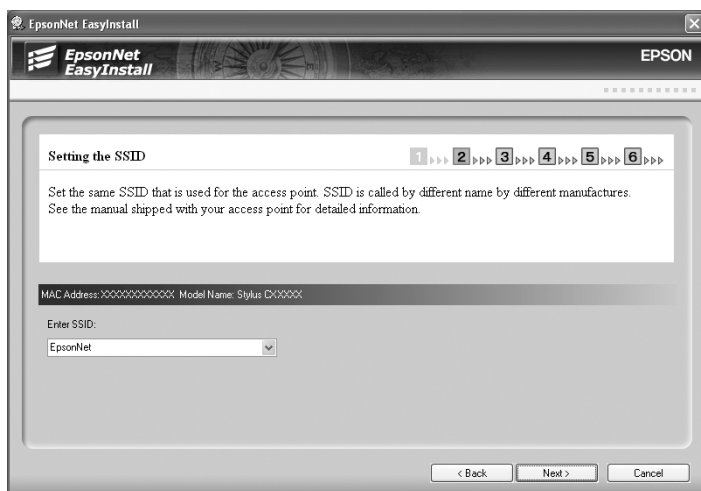 EpsonNet EasyInstall
EpsonNet
EasyInstall
EPSON
Setting the SSID
1 2 3 4 5 6
Set the same SSID that is used for the access point. SSID is called by different name by different manufactures.
See the manual shipped with your access point for detailed information.
MAC Address:XXXXXXXXXXXX Model Name: Stylus CXXXXX
Enter SSID:
EpsonNet
< Back Next > Cancel